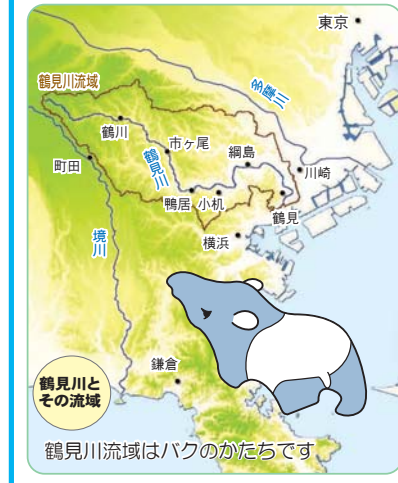 東京
多摩川
鶴見川流域
鶴川
市ヶ尾
鶴見川
綱島
川崎
町田
鴨居
小机
鶴見
横浜
境川
鎌倉
鶴見川と
その流域
鶴見川流域はバクのかたちです